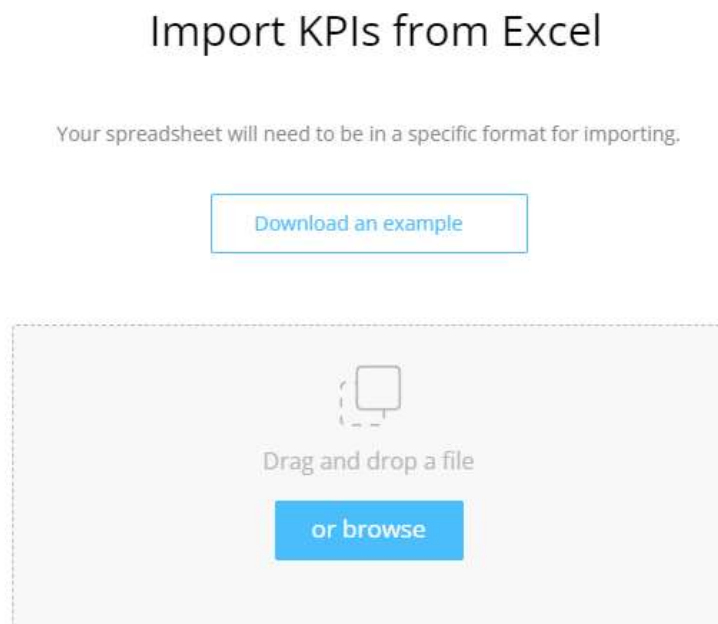 Import KPIs from Excel
Your spreadsheet will need to be in a specific format for importing.
Download an example
Drag and drop a file
or browse